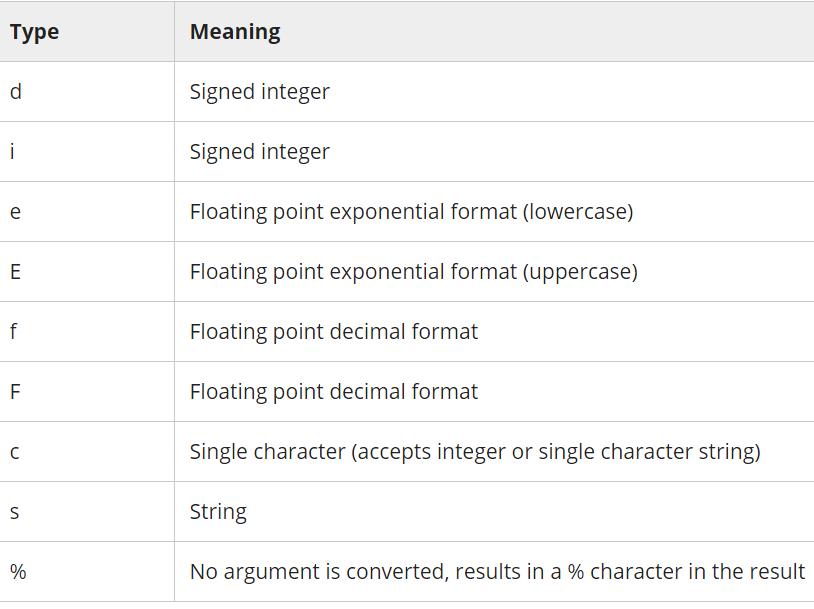 Type Meaning
d Signed integer
i Signed integer
e Floating point exponential format (lowercase)
E Floating point exponential format (uppercase)
f Floating point decimal format
F Floating point decimal format
c Single character (accepts integer or single character string)
s String
% No argument is converted, results in a % character in the result